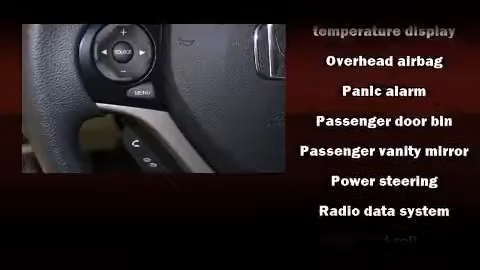 +
SOURCE
−
MENU
temperature display
Overhead airbag
Panic alarm
Passenger door bin
Passenger vanity mirror
Power steering
Radio data system